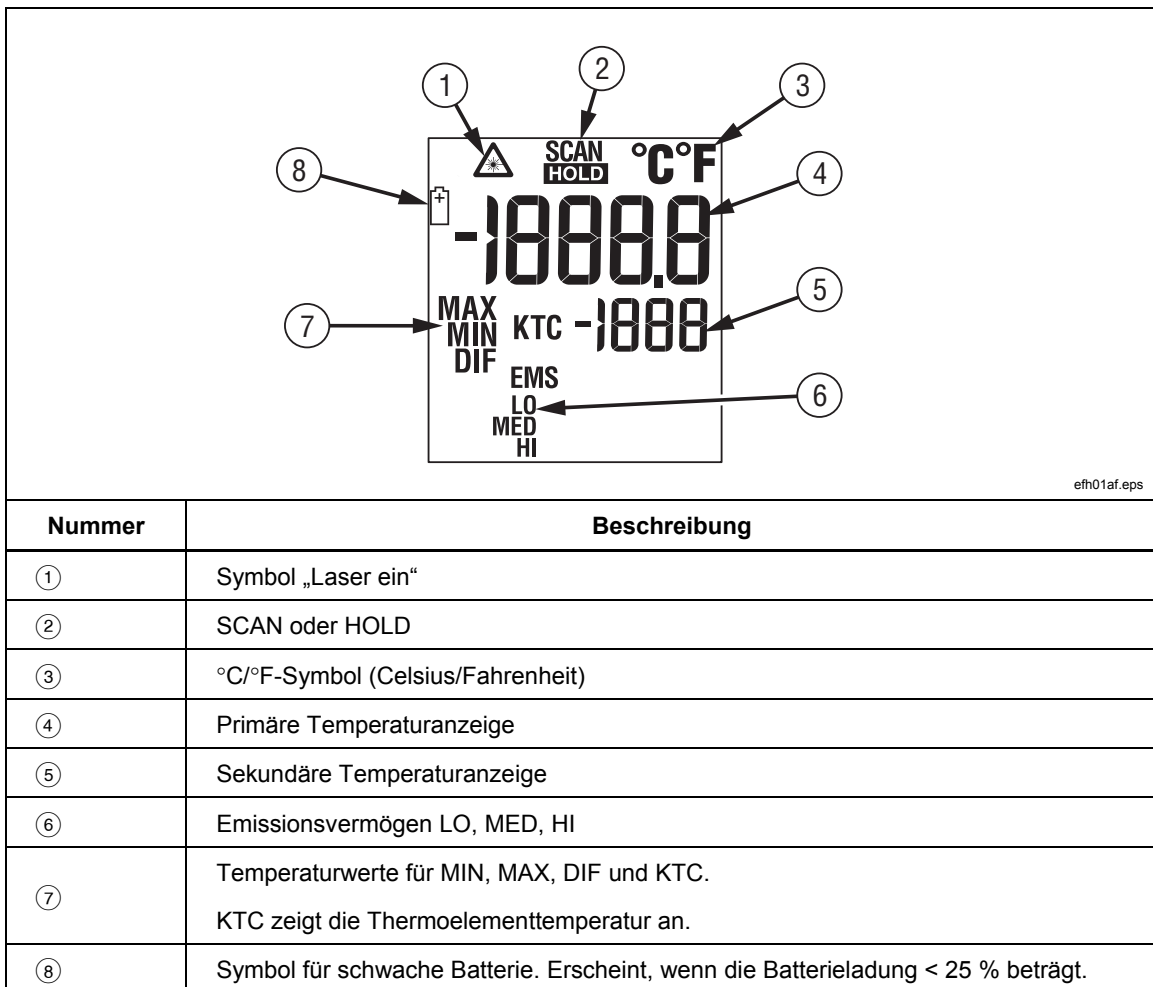 1
2
3
8
SCAN
HOLD
°C°F
4
+
-1888.8
5
7
MAX
MIN
DIF
KTC -1888
EMS
LO
MED
HI
6
efh01af.eps
Nummer Beschreibung
① Symbol „Laser ein“
② SCAN oder HOLD
③ °C/°F-Symbol (Celsius/Fahrenheit)
④ Primäre Temperaturanzeige
⑤ Sekundäre Temperaturanzeige
⑥ Emissionsvermögen LO, MED, HI
⑦ Temperaturwerte für MIN, MAX, DIF und KTC.
KTC zeigt die Thermoelementtemperatur an.
⑧ Symbol für schwache Batterie. Erscheint, wenn die Batterieladung < 25 % beträgt.